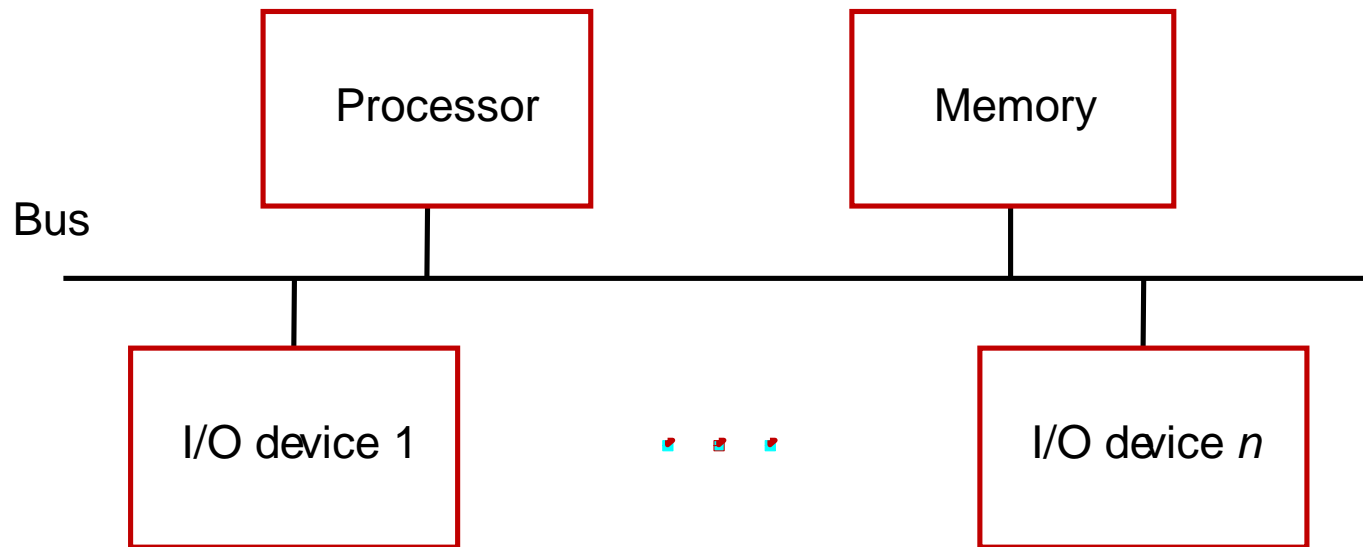 Processor
Memory
Bus
I/O device 1
I/O device n